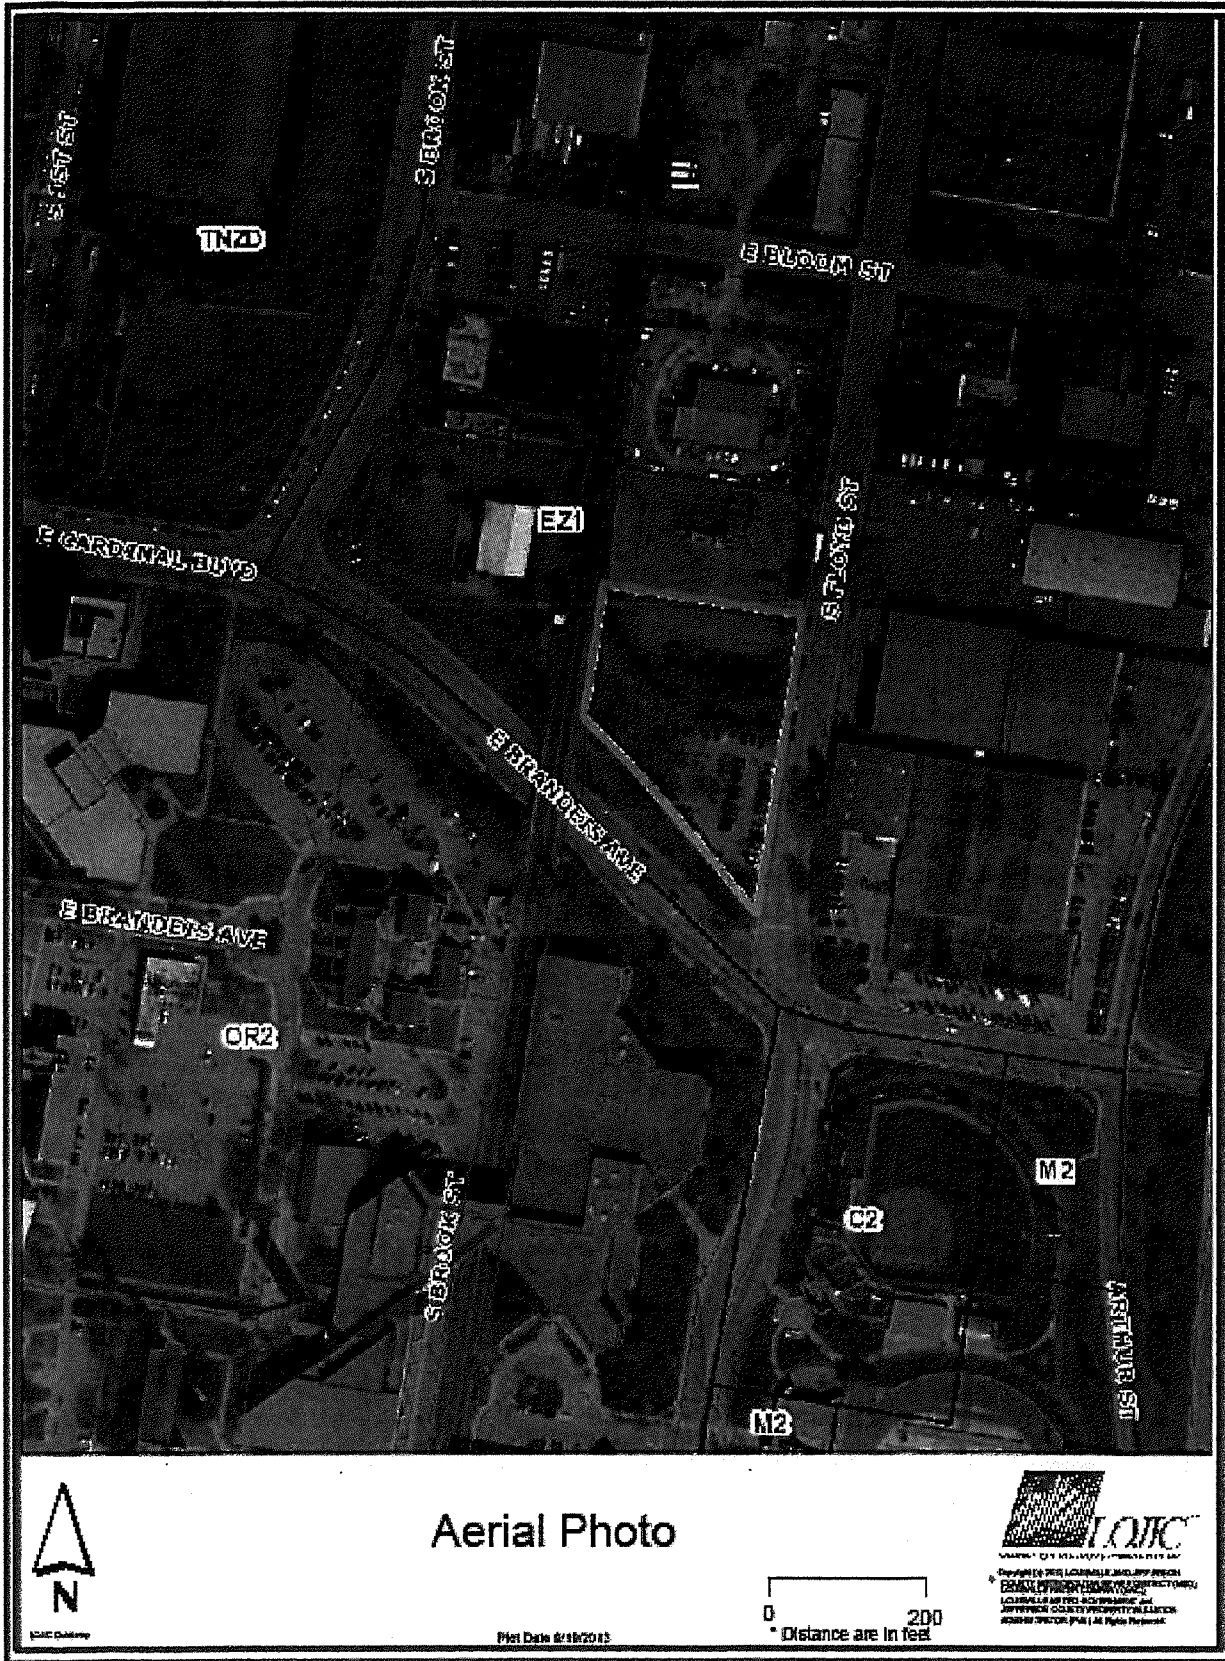 S BROOK ST
S 1ST ST
TNZD
E BLOOM ST
EZ1
S FLOYD ST
E CARDINAL BLVD
E BRANDEIS AVE
E BRANDEIS AVE
OR2
M2
C2
S BROOK ST
ARTHUR ST
M2
Aerial Photo
LOJIC
N
0 200
* Distance are in feet